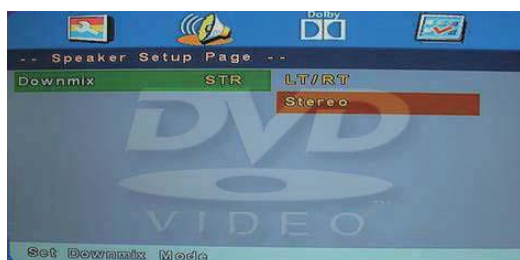 Dolby
-- Speaker Setup Page --
Downmix STR LT/RT
Stereo
DVD
VIDEO
Set Downmix Mode